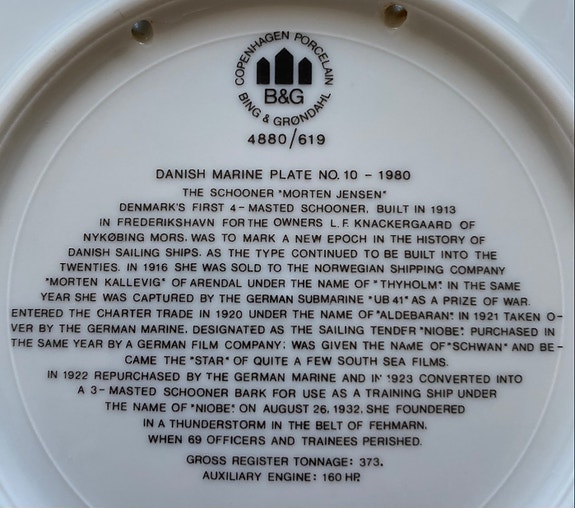 COPENHAGEN PORCELAIN
B&G
BING & GRØNDAHL
4880/619
DANISH MARINE PLATE NO. 10 - 1980
THE SCHOONER "MORTEN JENSEN"
DENMARK'S FIRST 4-MASTED SCHOONER, BUILT IN 1913
IN FREDERIKSHAVN FOR THE OWNERS L. F. KNACKERGAARD OF
NYKØBING MORS, WAS TO MARK A NEW EPOCH IN THE HISTORY OF
DANISH SAILING SHIPS, AS THE TYPE CONTINUED TO BE BUILT INTO THE
TWENTIES. IN 1916 SHE WAS SOLD TO THE NORWEGIAN SHIPPING COMPANY
"MORTEN KALLEVIG" OF ARENDAL UNDER THE NAME OF "THYHOLM". IN THE SAME
YEAR SHE WAS CAPTURED BY THE GERMAN SUBMARINE "UB 41" AS A PRIZE OF WAR.
ENTERED THE CHARTER TRADE IN 1920 UNDER THE NAME OF "ALDEBARAN". IN 1921 TAKEN O-
VER BY THE GERMAN MARINE, DESIGNATED AS THE SAILING TENDER "NIOBE". PURCHASED IN
THE SAME YEAR BY A GERMAN FILM COMPANY, WAS GIVEN THE NAME OF "SCHWAN" AND BE-
CAME THE "STAR" OF QUITE A FEW SOUTH SEA FILMS.
IN 1922 REPURCHASED BY THE GERMAN MARINE AND IN 1923 CONVERTED INTO
A 3-MASTED SCHOONER BARK FOR USE AS A TRAINING SHIP UNDER
THE NAME OF "NIOBE". ON AUGUST 26, 1932, SHE FOUNDERED
IN A THUNDERSTORM IN THE BELT OF FEHMARN,
WHEN 69 OFFICERS AND TRAINEES PERISHED.
GROSS REGISTER TONNAGE: 373.
AUXILIARY ENGINE: 160 HP.